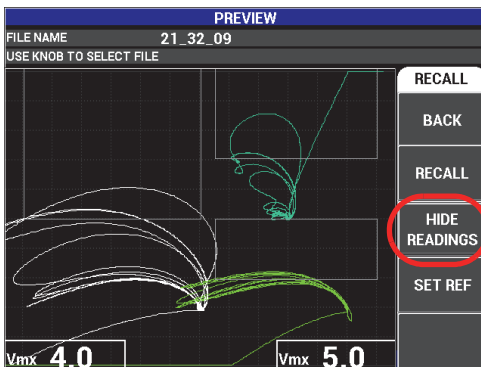 PREVIEW
FILE NAME 21_32_09
USE KNOB TO SELECT FILE
RECALL
BACK
RECALL
HIDE
READINGS
SET REF
Vmx 4.0
Vmx 5.0